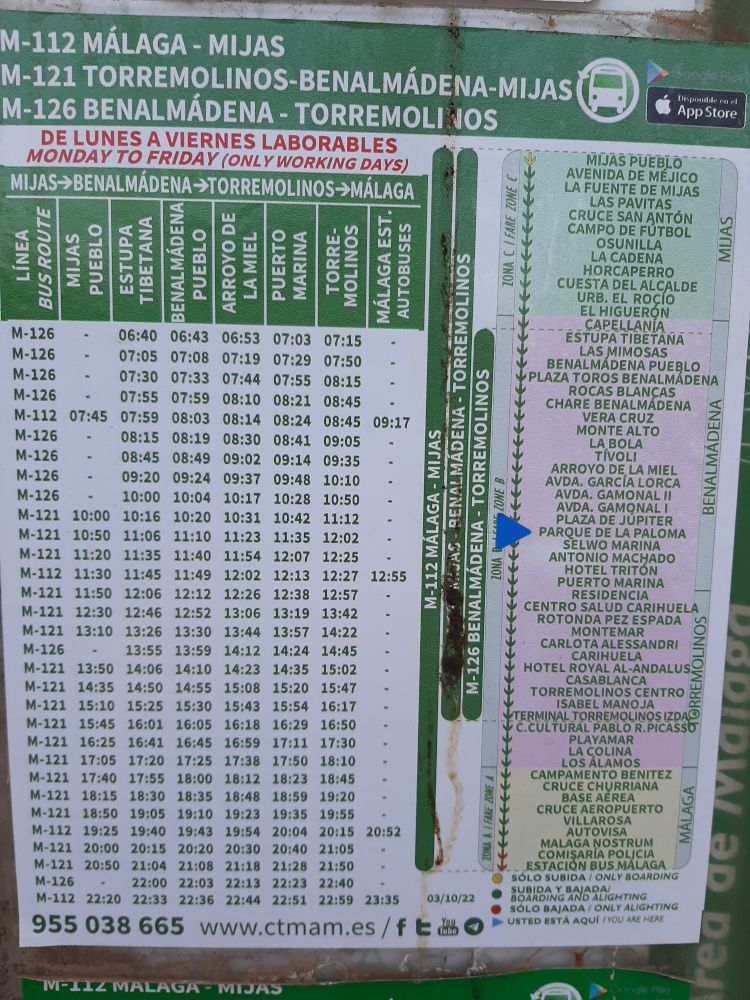 M-112 MÁLAGA - MIJAS
M-121 TORREMOLINOS-BENALMÁDENA-MIJAS
M-126 BENALMÁDENA - TORREMOLINOS
Google Play
Disponible en el
App Store
DE LUNES A VIERNES LABORABLES
MONDAY TO FRIDAY (ONLY WORKING DAYS)
MIJAS→BENALMÁDENA→TORREMOLINOS→MÁLAGA
LÍNEA BUS ROUTE MIJAS PUEBLO ESTUPA TIBETANA BENALMÁDENA PUEBLO ARROYO DE LA MIEL PUERTO MARINA TORRE-MOLINOS MÁLAGA EST. AUTOBUSES
M-126 - 06:40 06:43 06:53 07:03 07:15 -
M-126 - 07:05 07:08 07:19 07:29 07:50 -
M-126 - 07:30 07:33 07:44 07:55 08:15 -
M-126 - 07:55 07:59 08:10 08:21 08:45 -
M-112 07:45 07:59 08:03 08:14 08:24 08:45 09:17
M-126 - 08:15 08:19 08:30 08:41 09:05 -
M-126 - 08:45 08:49 09:02 09:14 09:35 -
M-126 - 09:20 09:24 09:37 09:48 10:10 -
M-126 - 10:00 10:04 10:17 10:28 10:50 -
M-121 10:00 10:16 10:20 10:31 10:42 11:12 -
M-121 10:50 11:06 11:10 11:23 11:35 12:02 -
M-121 11:20 11:35 11:40 11:54 12:07 12:25 -
M-112 11:30 11:45 11:49 12:02 12:13 12:27 12:55
M-121 11:50 12:06 12:12 12:26 12:38 12:57 -
M-121 12:30 12:46 12:52 13:06 13:19 13:42 -
M-121 13:10 13:26 13:30 13:44 13:57 14:22 -
M-126 - 13:55 13:59 14:12 14:24 14:45 -
M-121 13:50 14:06 14:10 14:23 14:35 15:02 -
M-121 14:35 14:50 14:55 15:08 15:20 15:47 -
M-121 15:10 15:25 15:30 15:43 15:54 16:17 -
M-121 15:45 16:01 16:05 16:18 16:29 16:50 -
M-121 16:25 16:41 16:45 16:59 17:11 17:30 -
M-121 17:05 17:20 17:25 17:38 17:50 18:10 -
M-121 17:40 17:55 18:00 18:12 18:23 18:45 -
M-121 18:15 18:30 18:35 18:48 18:59 19:20 -
M-121 18:50 19:05 19:10 19:23 19:35 19:55 -
M-112 19:25 19:40 19:43 19:54 20:04 20:15 20:52
M-121 20:00 20:15 20:20 20:30 20:40 21:05 -
M-121 20:50 21:04 21:08 21:18 21:28 21:50 -
M-126 - 22:00 22:03 22:13 22:23 22:40 -
M-112 22:20 22:33 22:36 22:44 22:51 22:59 23:35
M-112 MÁLAGA - MIJAS
MIJAS - BENALMÁDENA - TORREMOLINOS
M-126 BENALMÁDENA - TORREMOLINOS
ZONA C / FARE ZONE C
ZONA B / FARE ZONE B
ZONA A / FARE ZONE A
MIJAS PUEBLO
AVENIDA DE MÉJICO
LA FUENTE DE MIJAS
LAS PAVITAS
CRUCE SAN ANTÓN
CAMPO DE FÚTBOL
OSUNILLA
LA CADENA
HORCAPERRO
CUESTA DEL ALCALDE
URB. EL ROCÍO
EL HIGUERÓN
CAPELLANÍA
ESTUPA TIBETANA
LAS MIMOSAS
BENALMÁDENA PUEBLO
PLAZA TOROS BENALMÁDENA
ROCAS BLANCAS
CHARE BENALMÁDENA
VERA CRUZ
MONTE ALTO
LA BOLA
TÍVOLI
ARROYO DE LA MIEL
AVDA. GARCÍA LORCA
AVDA. GAMONAL II
AVDA. GAMONAL I
PLAZA DE JÚPITER
PARQUE DE LA PALOMA
SELWO MARINA
ANTONIO MACHADO
HOTEL TRITÓN
PUERTO MARINA
RESIDENCIA
CENTRO SALUD CARIHUELA
ROTONDA PEZ ESPADA
MONTEMAR
CARLOTA ALESSANDRI
CARIHUELA
HOTEL ROYAL AL-ANDALUS
CASABLANCA
TORREMOLINOS CENTRO
ISABEL MANOJA
TERMINAL TORREMOLINOS IZDA.
C.CULTURAL PABLO R.PICASSO
PLAYAMAR
LA COLINA
LOS ÁLAMOS
CAMPAMENTO BENITEZ
CRUCE CHURRIANA
BASE AÉREA
CRUCE AEROPUERTO
VILLAROSA
AUTOVISA
MALAGA NOSTRUM
COMISARÍA POLICIA
ESTACIÓN BUS MÁLAGA
MIJAS
BENALMÁDENA
TORREMOLINOS
MÁLAGA
SÓLO SUBIDA / ONLY BOARDING
SUBIDA Y BAJADA/
BOARDING AND ALIGHTING
SÓLO BAJADA / ONLY ALIGHTING
USTED ESTÁ AQUÍ / YOU ARE HERE
03/10/22
955 038 665 www.ctmam.es / f t You Tube
área de Málaga
M-112 MÁLAGA - MIJAS
Google Play